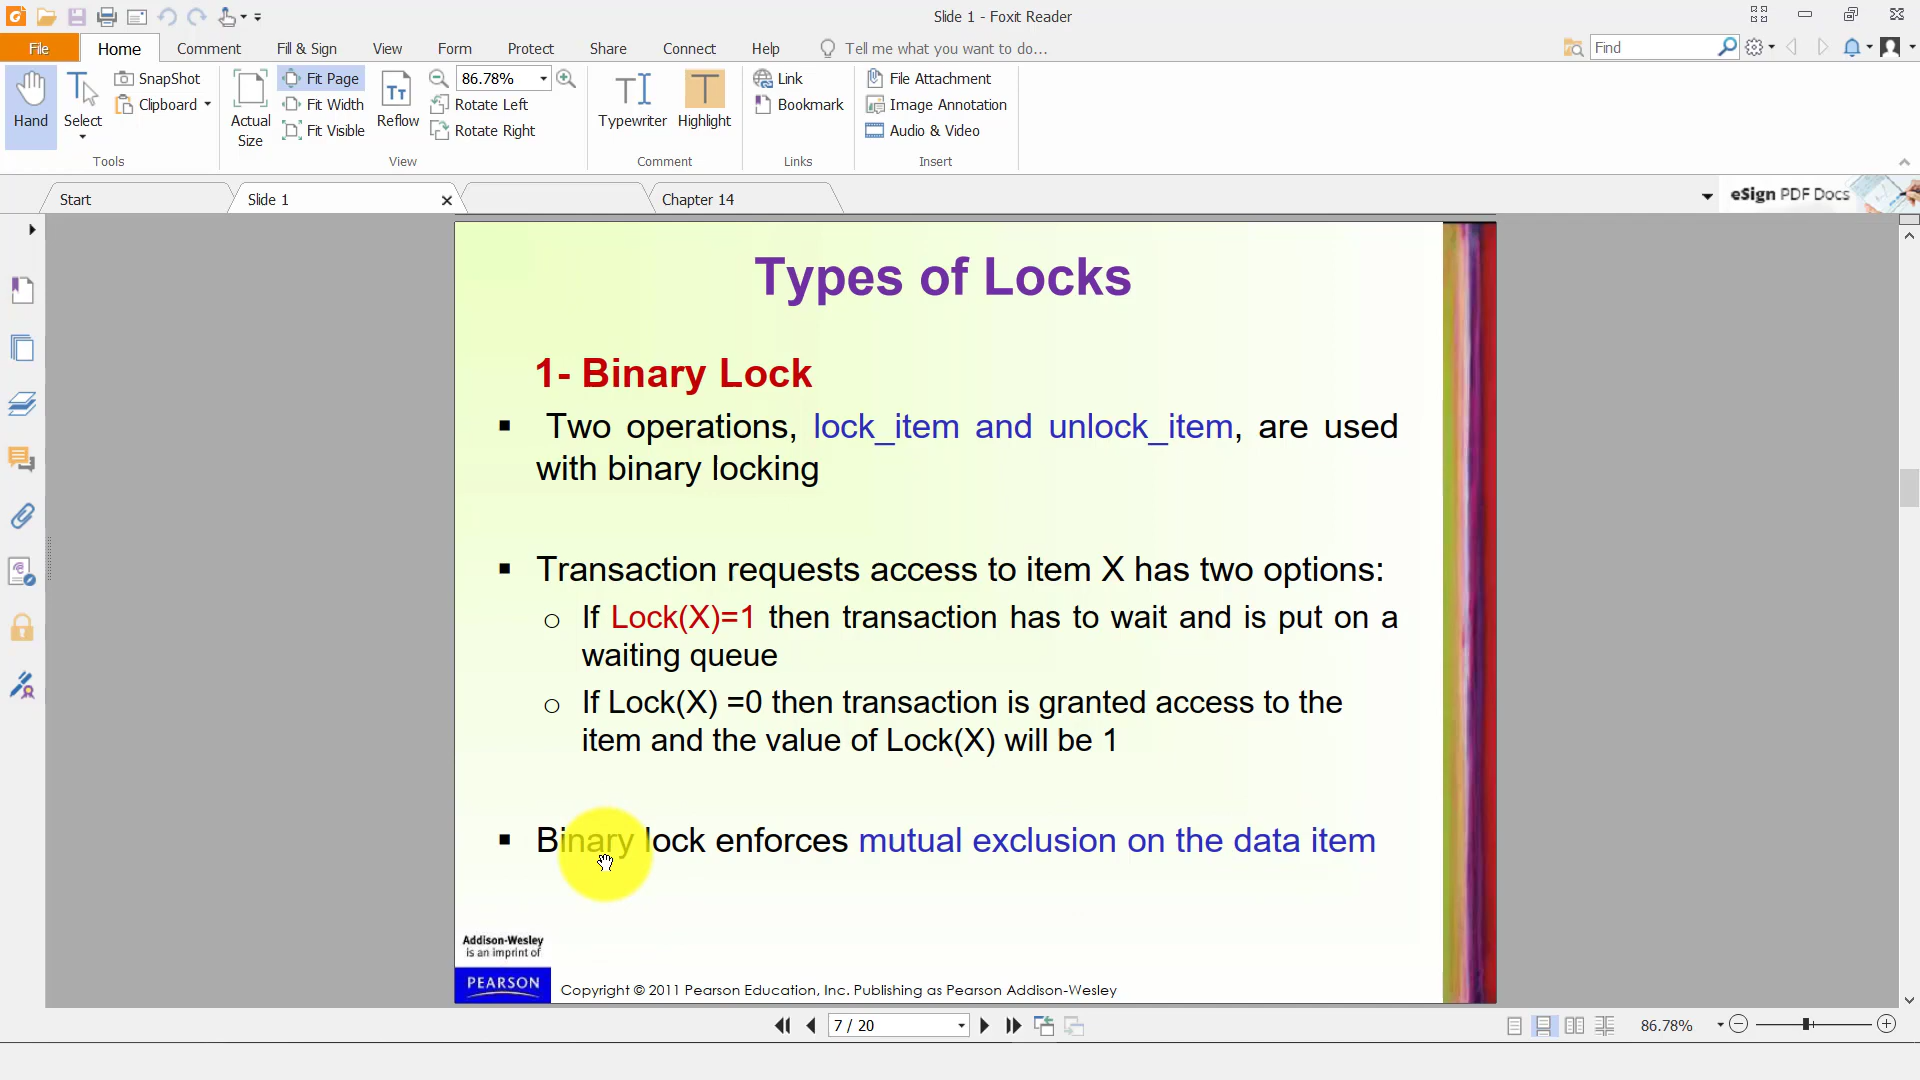 Slide 1 - Foxit Reader
File Home Comment Fill & Sign View Form Protect Share Connect Help Tell me what you want to do... Find
Hand
Select
SnapShot
Clipboard
Tools
Actual Size
Fit Page
Fit Width
Fit Visible
Reflow
86.78%
Rotate Left
Rotate Right
View
Typewriter
Highlight
Comment
Link
Bookmark
Links
File Attachment
Image Annotation
Audio & Video
Insert
Start Slide 1 Chapter 14 eSign PDF Docs
Types of Locks
1- Binary Lock
▪ Two operations, lock_item and unlock_item, are used
with binary locking
▪ Transaction requests access to item X has two options:
o If Lock(X)=1 then transaction has to wait and is put on a
waiting queue
o If Lock(X) =0 then transaction is granted access to the
item and the value of Lock(X) will be 1
▪ Binary lock enforces mutual exclusion on the data item
Addison-Wesley
is an imprint of
PEARSON
Copyright © 2011 Pearson Education, Inc. Publishing as Pearson Addison-Wesley
7 / 20 86.78%